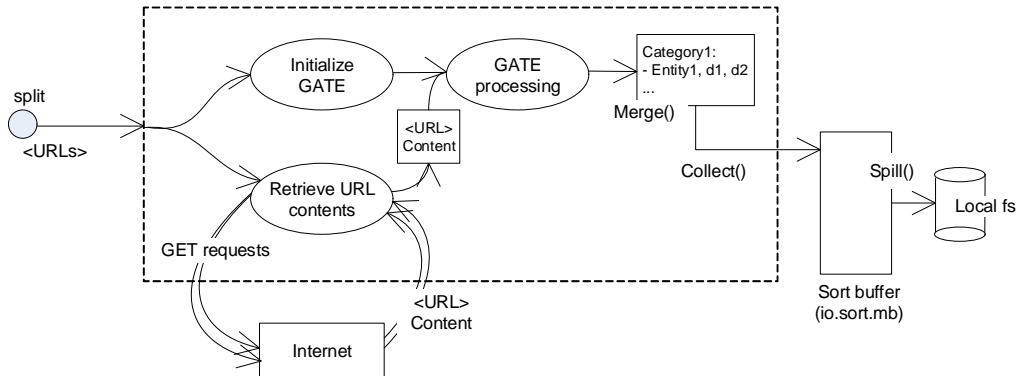 split
<URLs>
Initialize
GATE
GATE
processing
Category1:
- Entity1, d1, d2
...
Merge()
<URL>
Content
Retrieve URL
contents
Collect()
Spill()
Local fs
GET requests
<URL>
Content
Internet
Sort buffer
(io.sort.mb)